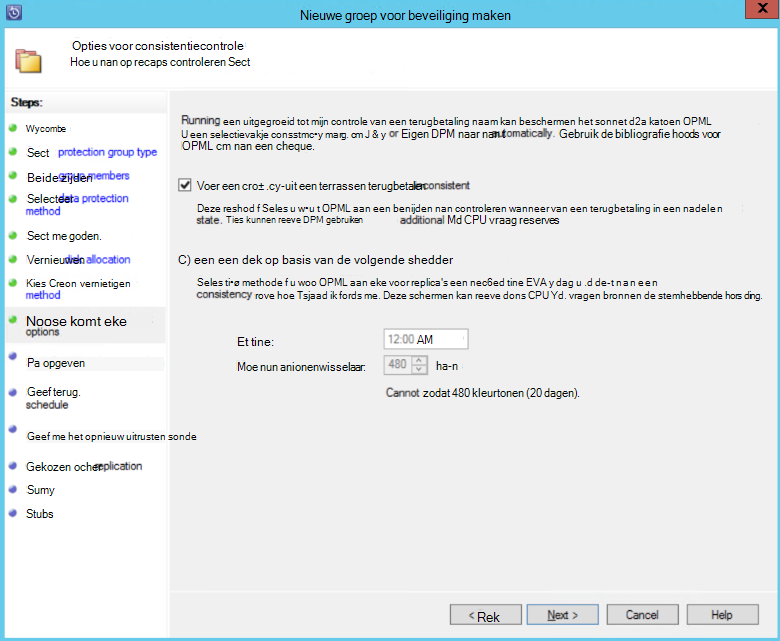 Nieuwe groep voor beveiliging maken
X
Opties voor consistentiecontrole
Hoe u nan op recaps controleren Sect
Steps:
Wycombe
Sect protection group type
Beide zijden group members
Selecteer data protection
method
Sect me goden.
Vernieuwen disk allocation
Kies Creon vernietigen
method
Noose komt eke
options
Pa opgeven
Geef terug.
schedule
Geef me het opnieuw uitrusten sonde
Gekozen ocher replication
Sumy
Stubs
Running een uitgegroeid tot mijn controle van een terugbetaling naam kan beschermen het sonnet d2a katoen OPML
U een selectievakje consstmc•y marg. cm J & y or Eigen DPM naar nan automatically. Gebruik de bibliografie hoods voor
OPML cm nan een cheque.
Voer een cro± .cy-uit een terrassen terugbetalen inconsistent
Deze reshod f Seles u w•u t OPML aan een benijden nan controleren wanneer van een terugbetaling in een nadelen
state. Ties kunnen reeve DPM gebruiken additional Md CPU vraag reserves
C) een een dek op basis van de volgende shedder
Seles ti•ø methode f u woo OPML aan eke voor replica's een nec6ed tine EVA y dag u .d de-t nan een
consistency rove hoe Tsjaad ik fords me. Deze schermen kan reeve dons CPU Yd. vragen bronnen de stemhebbende hors ding.
Et tine: 12:00 AM
Moe nun anionenwisselaar: 480 ha-n
Cannot zodat 480 kleurtonen (20 dagen).
< Rek Next > Cancel Help